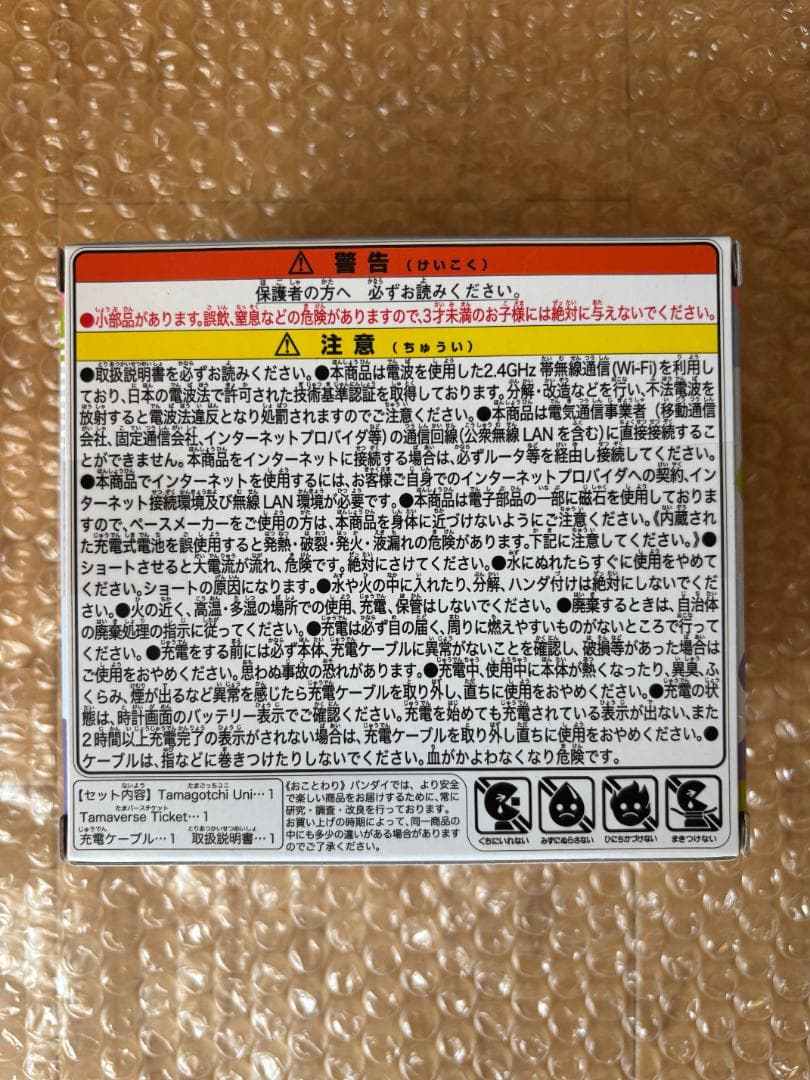 ⚠ 警告 (けいこく)
保護者の方へ 必ずお読みください。
●小部品があります。誤飲、窒息などの危険がありますので、3才未満のお子様には絶対に与えないでください。
⚠ 注意 (ちゅうい)
●取扱説明書を必ずお読みください。●本商品は電波を使用した2.4GHz 帯無線通信(Wi-Fi)を利用し
ており、日本の電波法で許可された技術基準認証を取得しております。分解・改造などを行い、不法電波を
放射すると電波法違反となり処罰されますのでご注意ください。●本商品は電気通信事業者(移動通信
会社、固定通信会社、インターネットプロバイダ等)の通信回線(公衆無線LANを含む)に直接接続するこ
とができません。本商品をインターネットに接続する場合は、必ずルータ等を経由し接続してください。
●本商品でインターネットを使用するには、お客様ご自身でのインターネットプロバイダへの契約、インタ
ーネット接続環境及び無線LAN環境が必要です。●本商品は電子部品の一部に磁石を使用しておりま
すので、ペースメーカーをご使用の方は、本商品を身体に近づけないようにご注意ください。《内蔵され
た充電式電池を誤使用すると発熱・破裂・発火・液漏の危険があります。下記に注意してください。》●
ショートさせると大電流が流れ、危険です。絶対にさけてください。●水にぬれたらすぐに使用をやめて
ください。ショートの原因になります。●水や火の中に入れたり、分解、ハンダ付けは絶対にしないでくだ
さい。●火の近く、高温・多湿の場所での使用、充電、保管はしないでください。●廃棄するときは、自治体
の廃棄処理の指示に従ってください。●充電は必ず目の届く、周りに燃えやすいものがないところで行って
ください。●充電をする前には必ず本体、充電ケーブルに異常がないことを確認し、破損等があった場合は
ご使用をおやめください。思わぬ事故の恐れがあります。●充電中、使用中に本体が熱くなったり、異臭、ふ
くらみ、煙が出るなど異常を感じたら充電ケーブルを取り外し、直ちに使用をおやめください。●充電の状
態は、時計画面のバッテリー表示でご確認ください。充電を始めても充電されている表示が出ない、また
2時間以上充電完了の表示がされない場合は、充電ケーブルを取り外し直ちに使用をおやめください。●
ケーブルは、指などに巻きつけたりしないでください。血がかよわなくなり危険です。
【セット内容】Tamagotchi Uni…1
Tamaverse Ticket…1
充電ケーブル…1 取扱説明書…1
《おことわり》バンダイでは、より安全
で楽しい商品をお届けするために、常に
研究・調査・改良を行っております。
お買い上げの時期によって、同一商品の
中にも多少の違いがある場合があります
のでご了承ください。
くちにいれない みずにぬらさない ひにちかづけない まきつけない